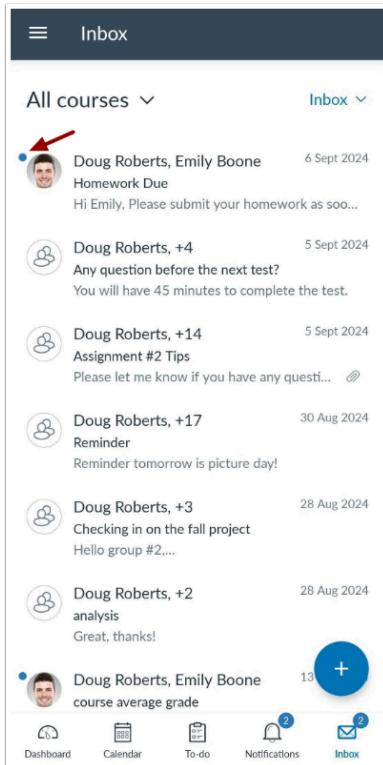 Inbox
All courses
Inbox
Doug Roberts, Emily Boone
6 Sept 2024
Homework Due
Hi Emily, Please submit your homework as soo...
Doug Roberts, +4
5 Sept 2024
Any question before the next test?
You will have 45 minutes to complete the test.
Doug Roberts, +14
5 Sept 2024
Assignment #2 Tips
Please let me know if you have any questi...
Doug Roberts, +17
30 Aug 2024
Reminder
Reminder tomorrow is picture day!
Doug Roberts, +3
28 Aug 2024
Checking in on the fall project
Hello group #2,...
Doug Roberts, +2
28 Aug 2024
analysis
Great, thanks!
Doug Roberts, Emily Boone
13
course average grade
2
2
Dashboard
Calendar
To-do
Notifications
Inbox